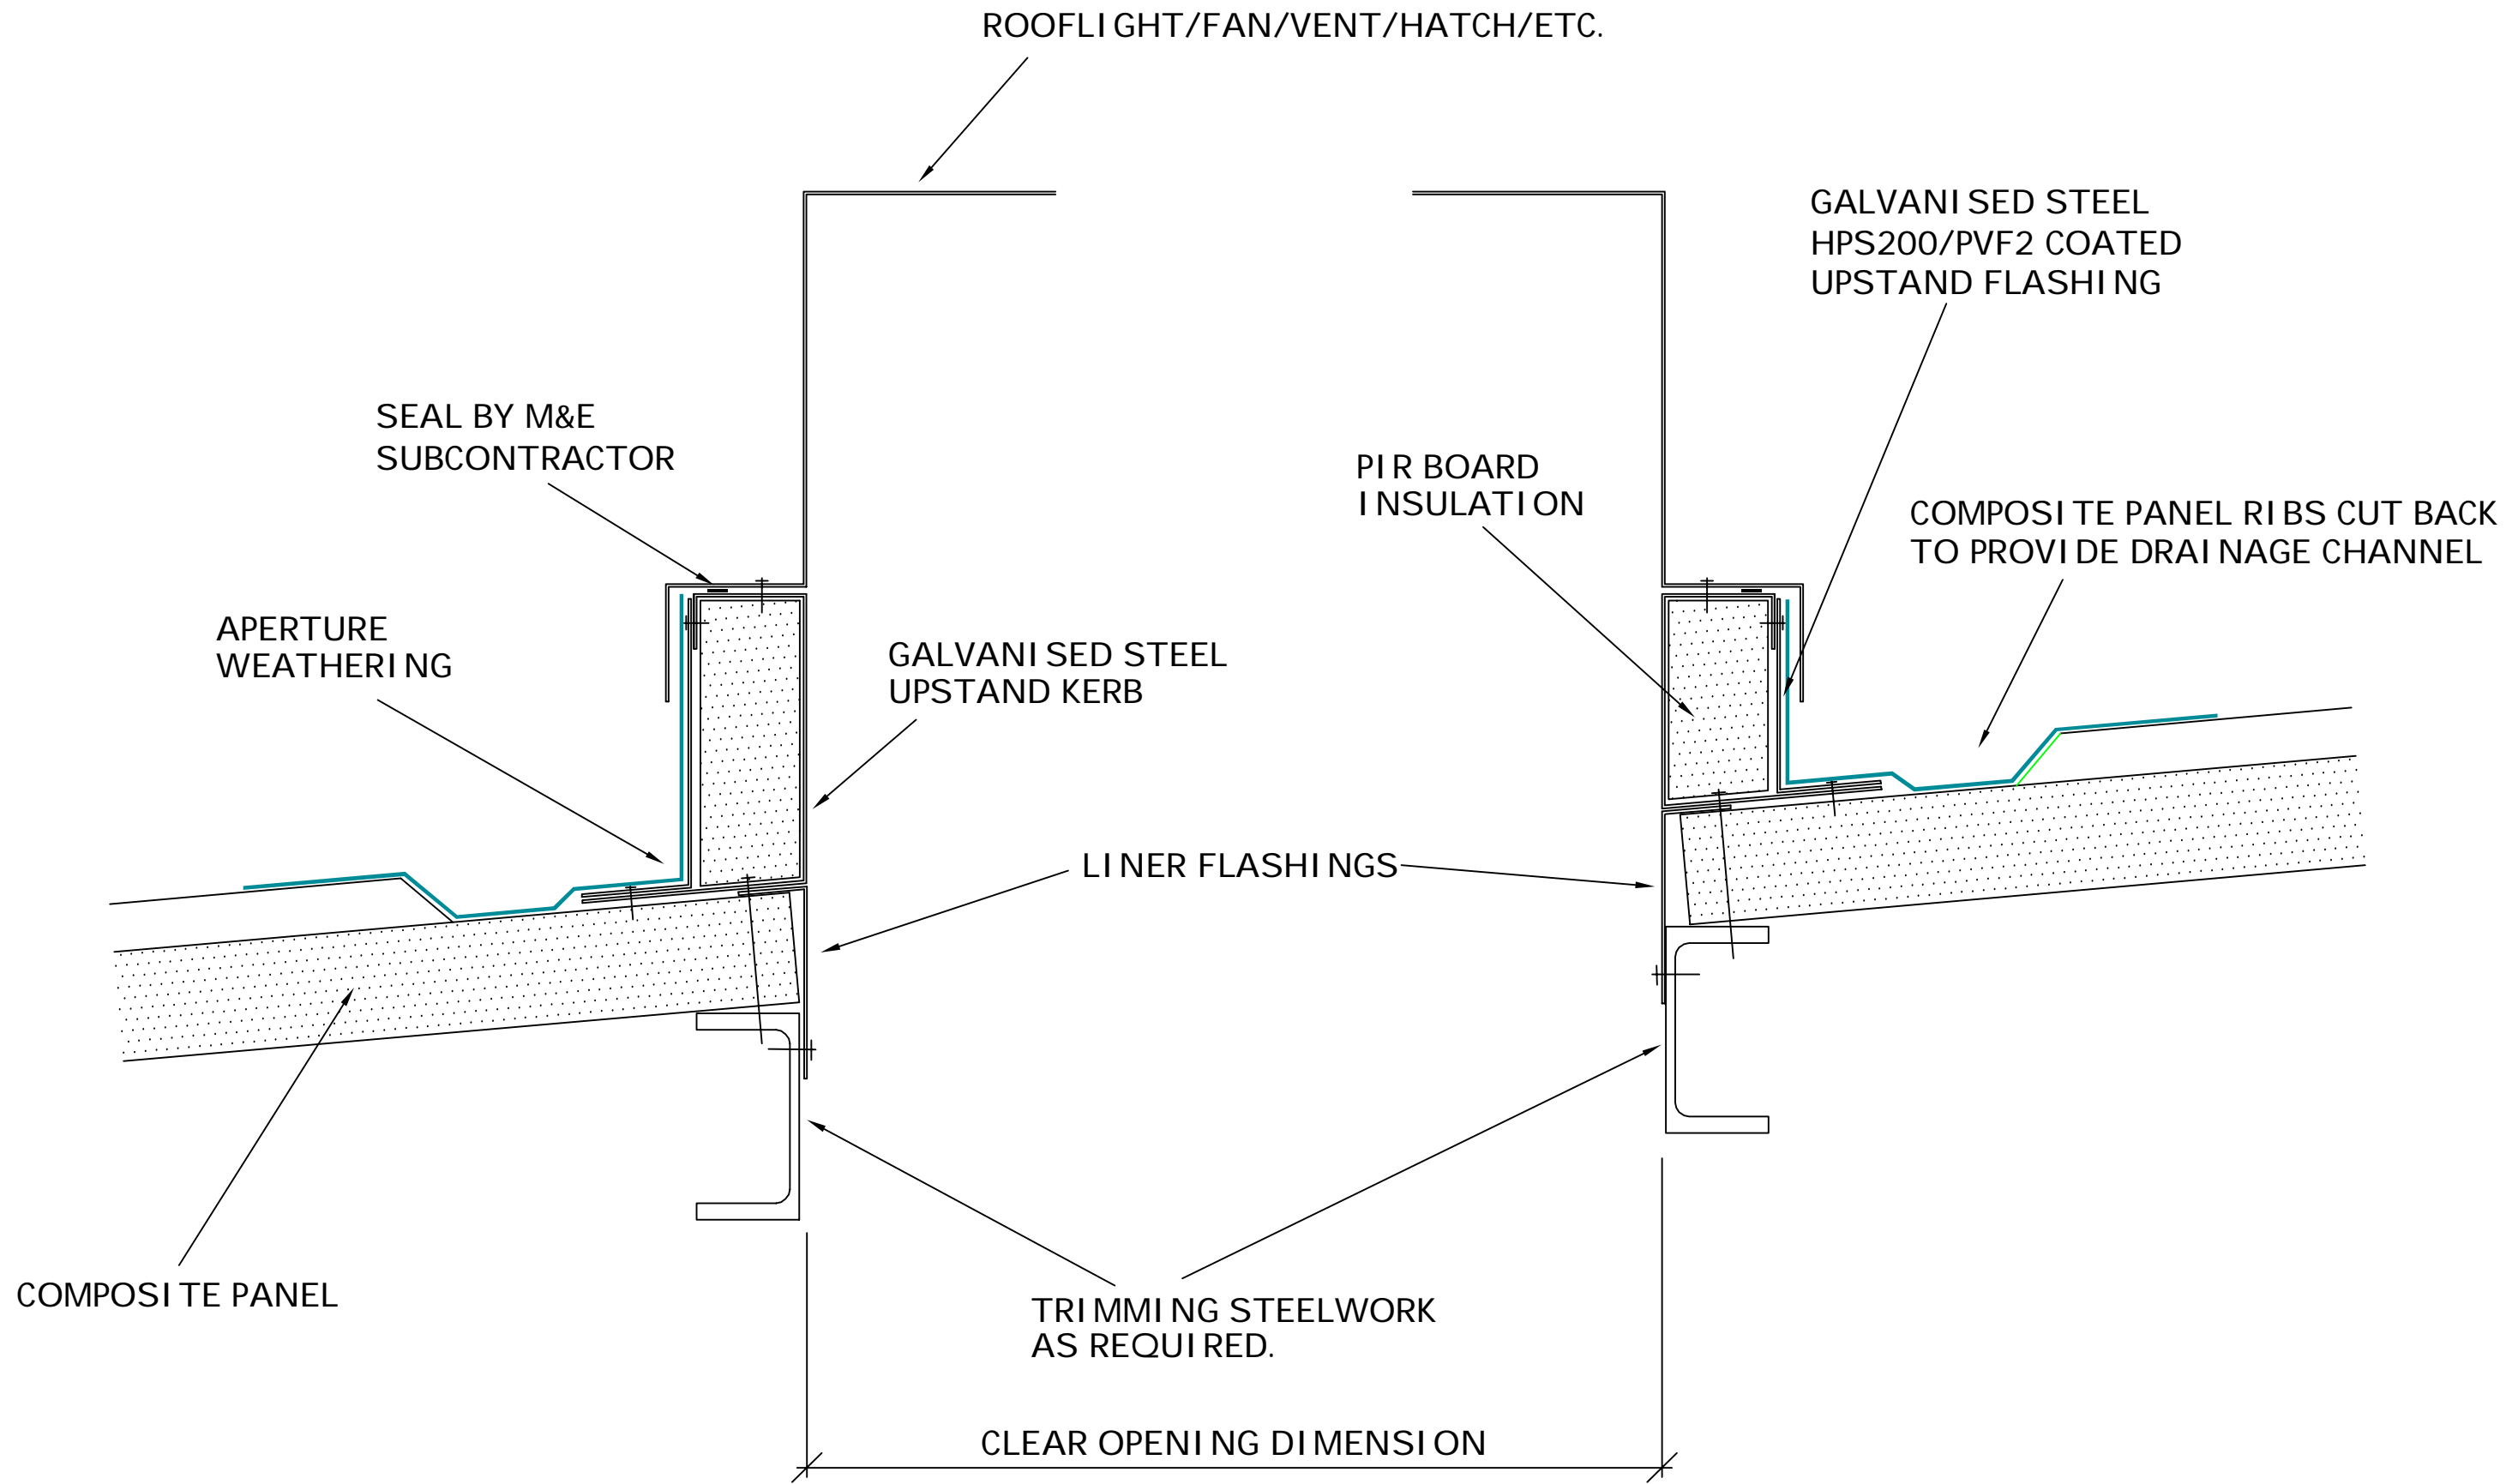 ROOFLIGHT/FAN/VENT/HATCH/ETC.
GALVANISED STEEL
HPS200/PVF2 COATED
UPSTAND FLASHING
SEAL BY M&E
SUBCONTRACTOR
PIR BOARD
INSULATION
COMPOSITE PANEL RIBS CUT BACK
TO PROVIDE DRAINAGE CHANNEL
APERTURE
WEATHERING
GALVANISED STEEL
UPSTAND KERB
LINER FLASHINGS
COMPOSITE PANEL
TRIMMING STEELWORK
AS REQUIRED.
CLEAR OPENING DIMENSION